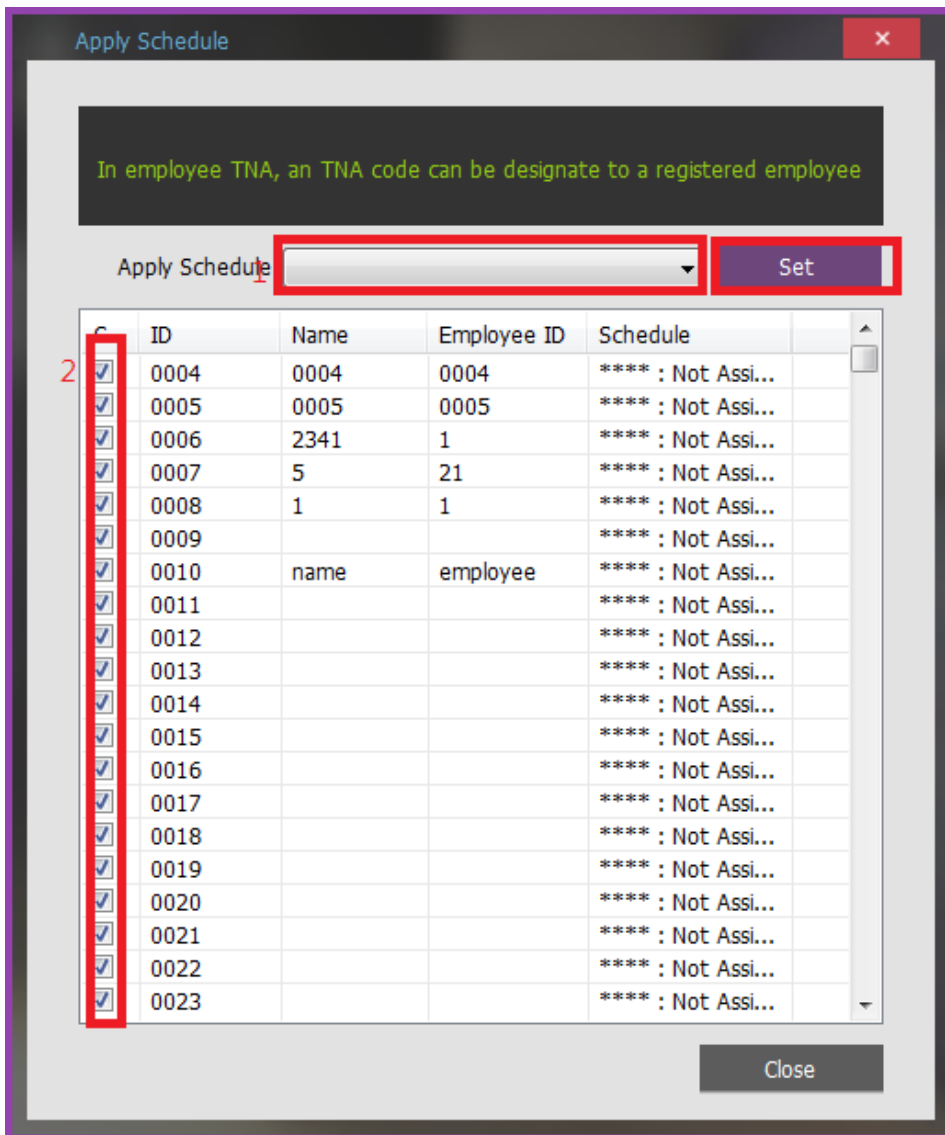 Apply Schedule
In employee TNA, an TNA code can be designate to a registered employee
Apply Schedule 1 Set
ID Name Employee ID Schedule
2 0004 0004 0004 **** : Not Assi...
0005 0005 0005 **** : Not Assi...
0006 2341 1 **** : Not Assi...
0007 5 21 **** : Not Assi...
0008 1 1 **** : Not Assi...
0009 **** : Not Assi...
0010 name employee **** : Not Assi...
0011 **** : Not Assi...
0012 **** : Not Assi...
0013 **** : Not Assi...
0014 **** : Not Assi...
0015 **** : Not Assi...
0016 **** : Not Assi...
0017 **** : Not Assi...
0018 **** : Not Assi...
0019 **** : Not Assi...
0020 **** : Not Assi...
0021 **** : Not Assi...
0022 **** : Not Assi...
0023 **** : Not Assi...
Close